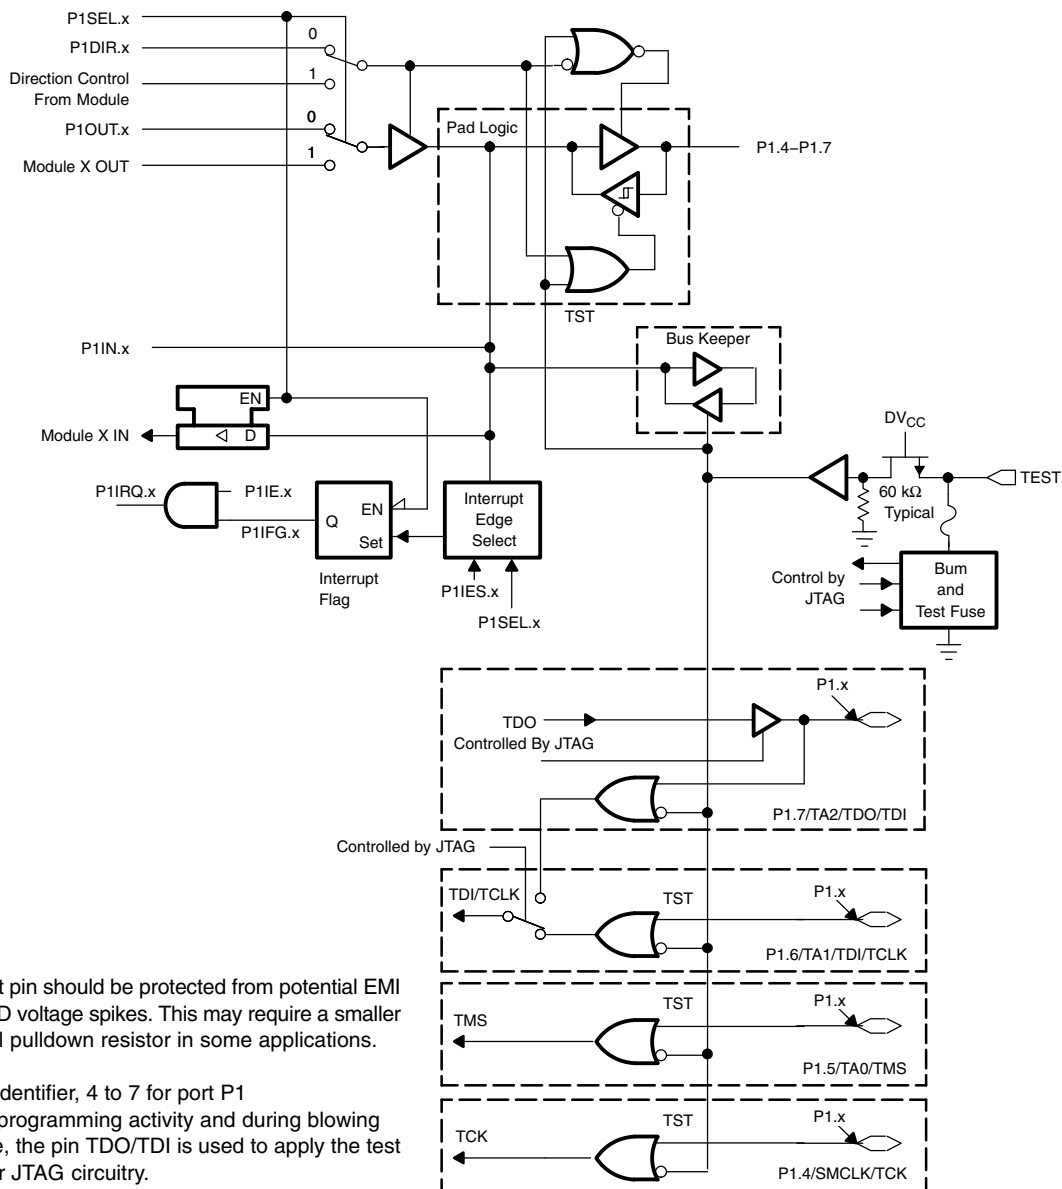 P1SEL.x
P1DIR.x
0
Direction Control
From Module
1
P1OUT.x
0
Module X OUT
1
Pad Logic
P1.4–P1.7
TST
P1IN.x
Bus Keeper
EN
Module X IN
D
DVCC
TEST
60 kΩ
Typical
P1IRQ.x
P1IE.x
P1IFG.x
Q
EN
Set
Interrupt
Edge
Select
Interrupt
Flag
P1IES.x
P1SEL.x
Control by
JTAG
Bum
and
Test Fuse
P1.x
TDO
Controlled By JTAG
P1.7/TA2/TDO/TDI
Controlled by JTAG
TDI/TCLK
TST
P1.x
P1.6/TA1/TDI/TCLK
t pin should be protected from potential EMI
D voltage spikes. This may require a smaller
l pulldown resistor in some applications.
TMS
TST
P1.x
P1.5/TA0/TMS
dentifier, 4 to 7 for port P1
programming activity and during blowing
e, the pin TDO/TDI is used to apply the test
r JTAG circuitry.
TCK
TST
P1.x
P1.4/SMCLK/TCK